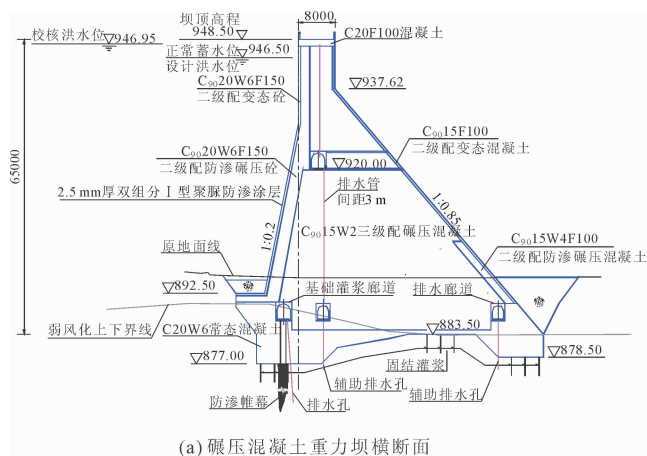 8000
坝顶高程
948.50
校核洪水位
946.95
正常蓄水位
946.50
设计洪水位
C20F100混凝土
C₉₀20W6F150
二级配变态砼
937.62
C₉₀15F100
二级配变态混凝土
65000
C₉₀20W6F150
二级配防渗碾压砼
920.00
2.5 mm厚双组分Ⅰ型聚脲防渗涂层
排水管
间距3 m
1:0.2
1:0.85
C₉₀15W2三级配碾压混凝土
C₉₀15W4F100
二级配防渗碾压混凝土
原地面线
892.50
基础灌浆廊道
排水廊道
弱风化上下界线
C20W6常态混凝土
883.50
877.00
878.50
固结灌浆
辅助排水孔
辅助排水孔
防渗帷幕
排水孔
(a) 碾压混凝土重力坝横断面